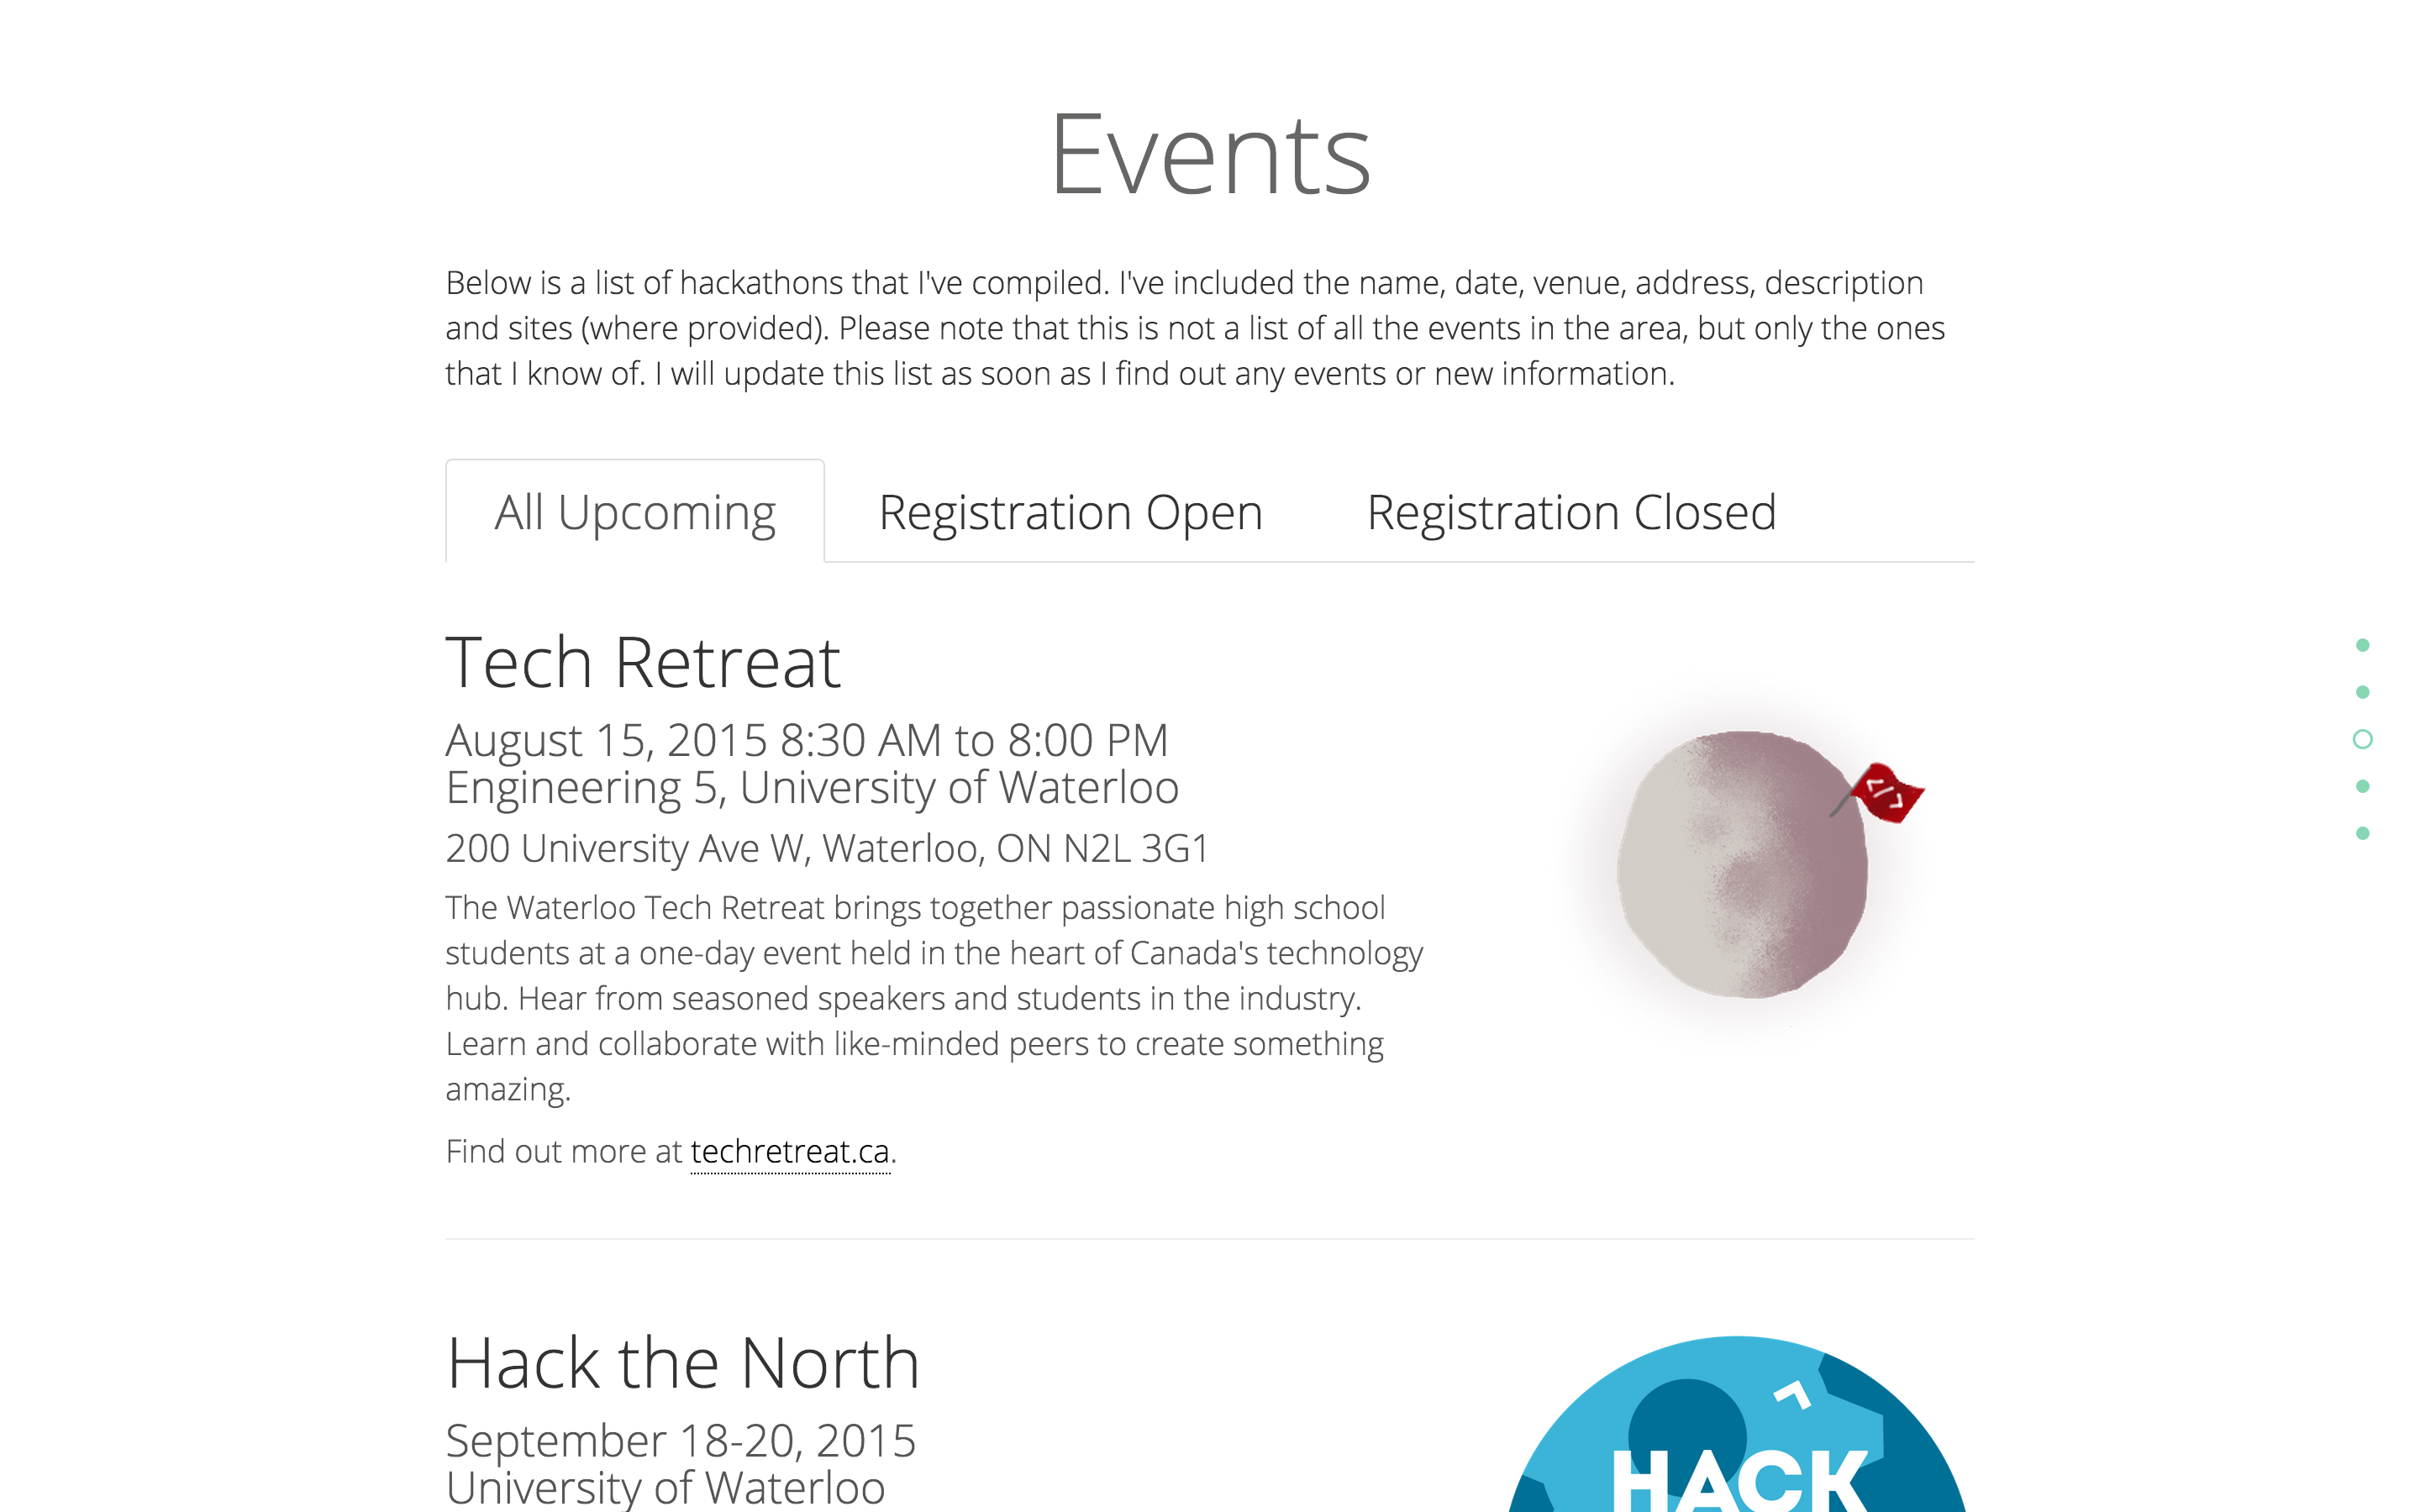 Events
Below is a list of hackathons that I've compiled. I've included the name, date, venue, address, description
and sites (where provided). Please note that this is not a list of all the events in the area, but only the ones
that I know of. I will update this list as soon as I find out any events or new information.
All Upcoming Registration Open Registration Closed
Tech Retreat
August 15, 2015 8:30 AM to 8:00 PM
Engineering 5, University of Waterloo
200 University Ave W, Waterloo, ON N2L 3G1
The Waterloo Tech Retreat brings together passionate high school
students at a one-day event held in the heart of Canada's technology
hub. Hear from seasoned speakers and students in the industry.
Learn and collaborate with like-minded peers to create something
amazing.
Find out more at techretreat.ca.
</>
Hack the North
September 18-20, 2015
University of Waterloo
HACK